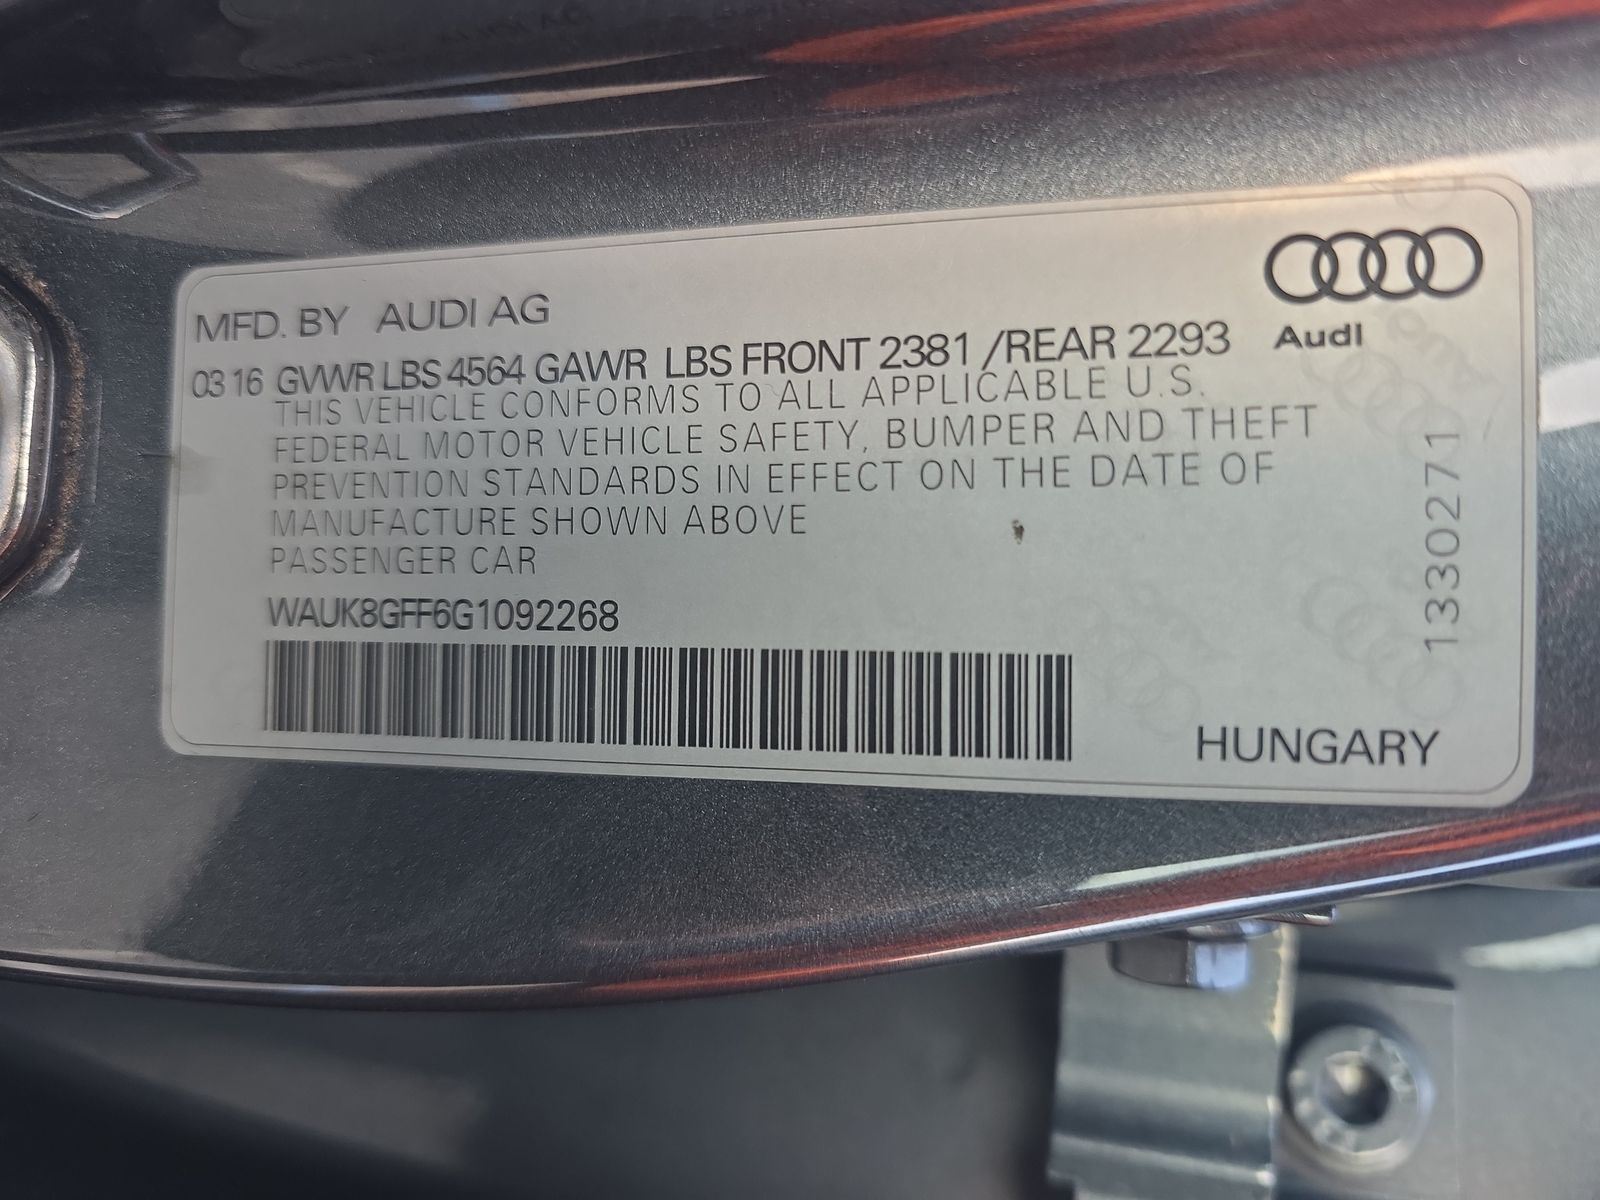 MFD. BY AUDI AG
Audi
03 16 GVWR LBS 4564 GAWR LBS FRONT 2381 /REAR 2293
THIS VEHICLE CONFORMS TO ALL APPLICABLE U.S.
FEDERAL MOTOR VEHICLE SAFETY, BUMPER AND THEFT
PREVENTION STANDARDS IN EFFECT ON THE DATE OF
MANUFACTURE SHOWN ABOVE
PASSENGER CAR
WAUK8GFF6G1092268
1330271
HUNGARY